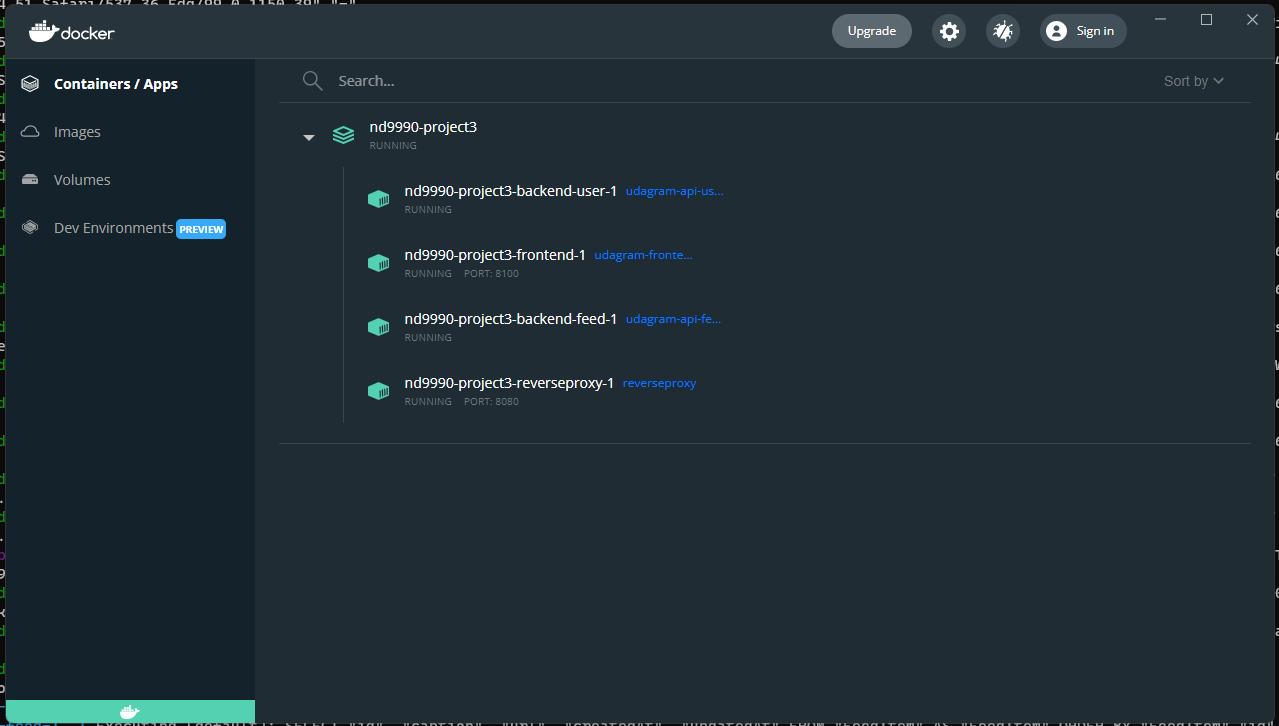 docker
Upgrade
Sign in
Containers / Apps
Images
Volumes
Dev Environments PREVIEW
Search...
Sort by
nd9990-project3
RUNNING
nd9990-project3-backend-user-1 udagram-api-us...
RUNNING
nd9990-project3-frontend-1 udagram-fronte...
RUNNING PORT: 8100
nd9990-project3-backend-feed-1 udagram-api-fe...
RUNNING
nd9990-project3-reverseproxy-1 reverseproxy
RUNNING PORT: 8080